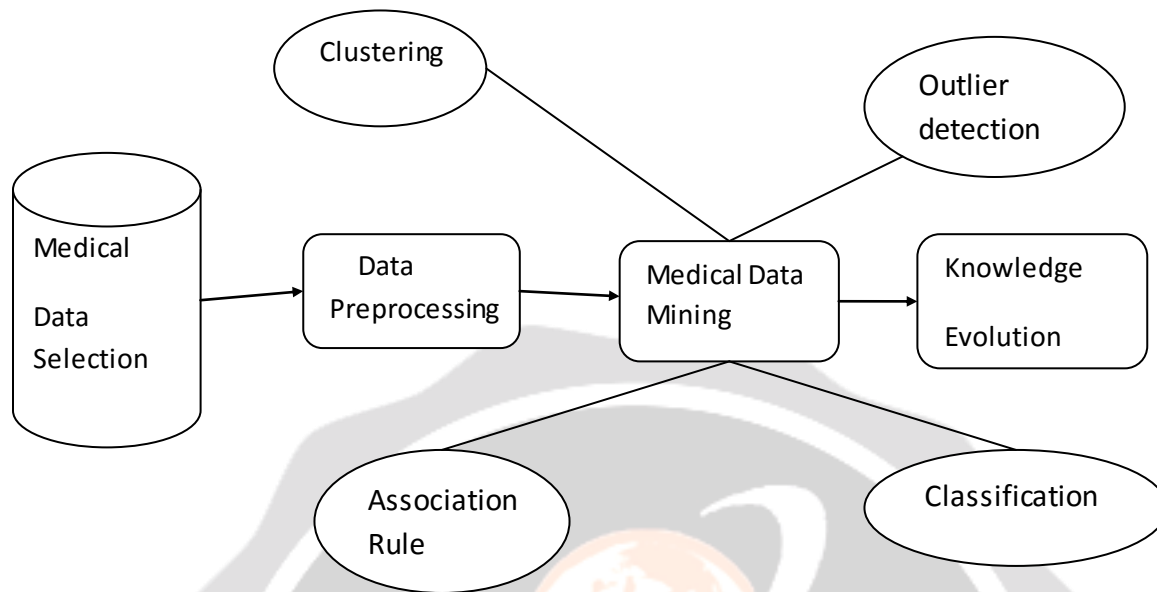 Clustering
Outlier
detection
Medical
Data
Selection
Data
Preprocessing
Medical Data
Mining
Knowledge
Evolution
Association
Rule
Classification